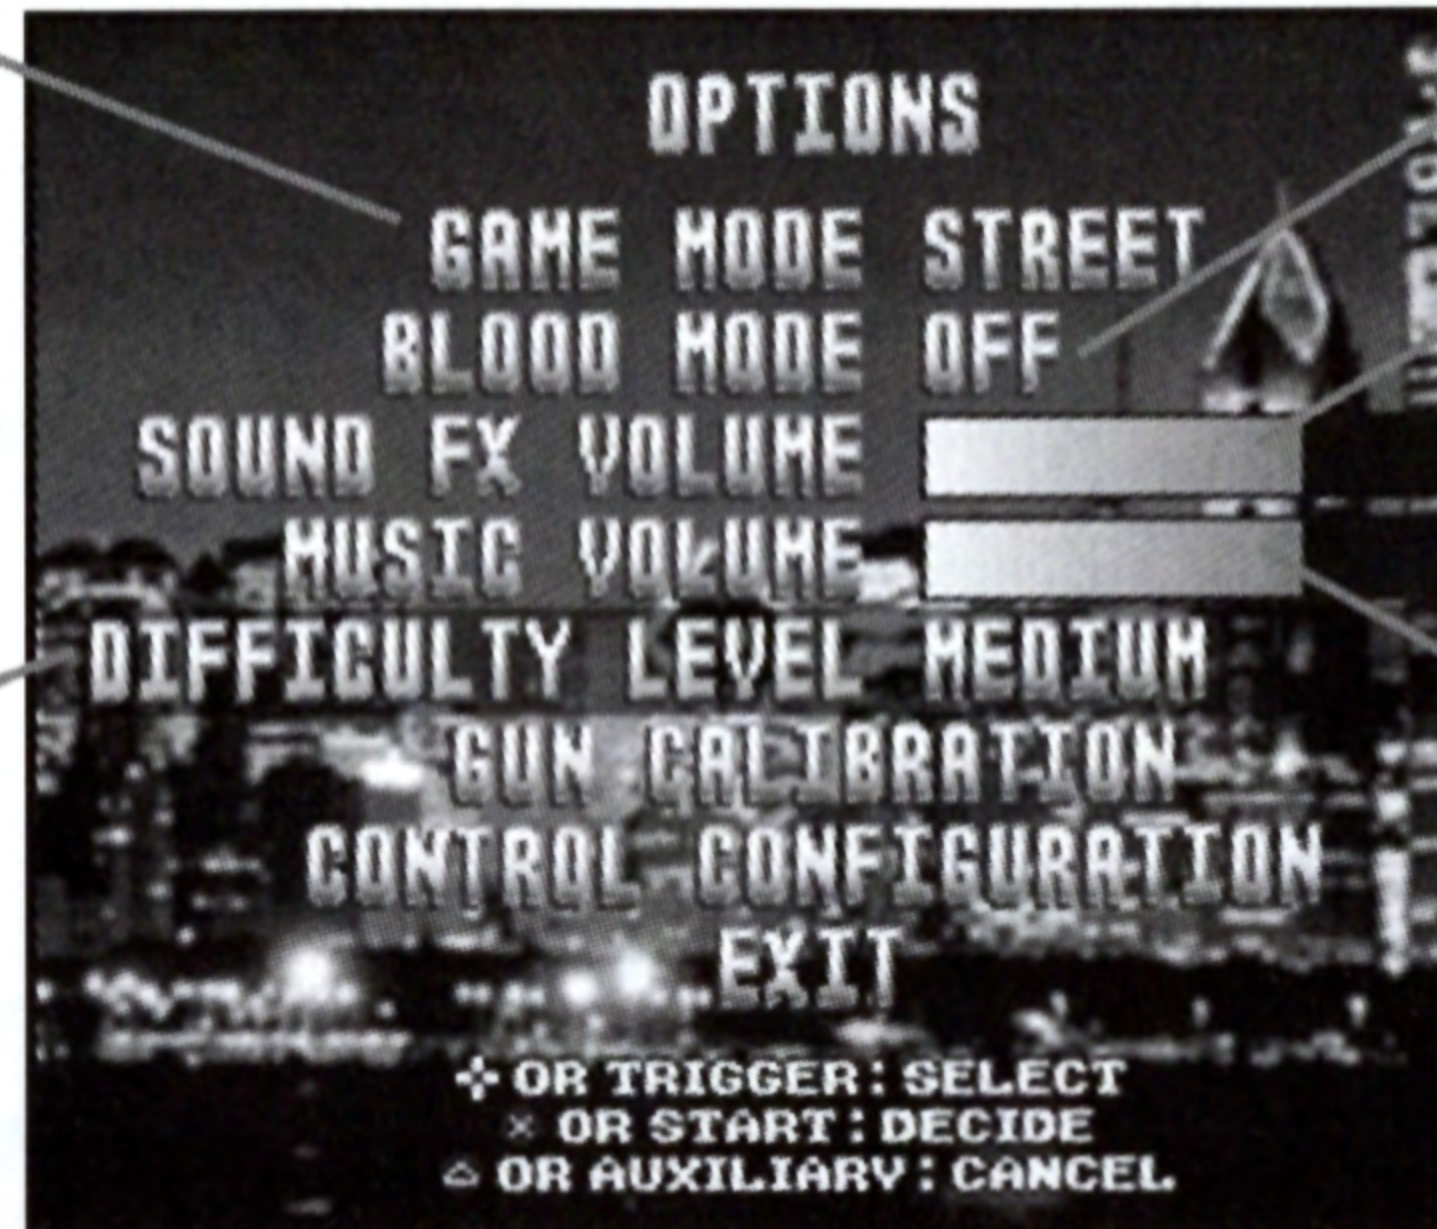 OPTIONS
GAME MODE STREET
BLOOD MODE OFF
SOUND FX VOLUME
MUSIC VOLUME
DIFFICULTY LEVEL MEDIUM
GUN CALIBRATION
CONTROL CONFIGURATION
EXIT
OR TRIGGER: SELECT
× OR START: DECIDE
△ OR AUXILIARY: CANCEL